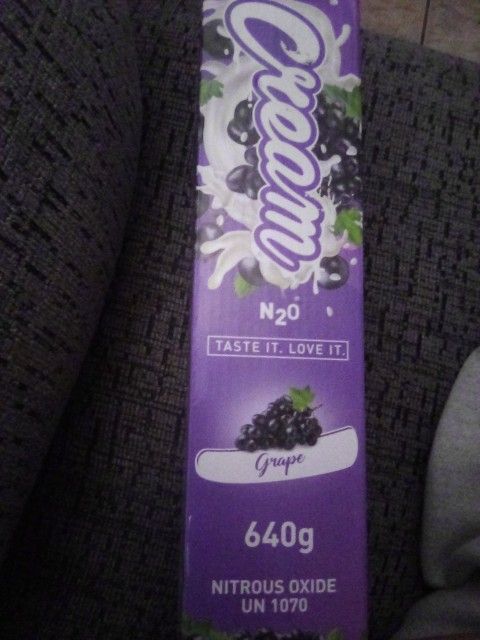 Cream
N2O
TASTE IT. LOVE IT.
Grape
640g
NITROUS OXIDE
UN 1070